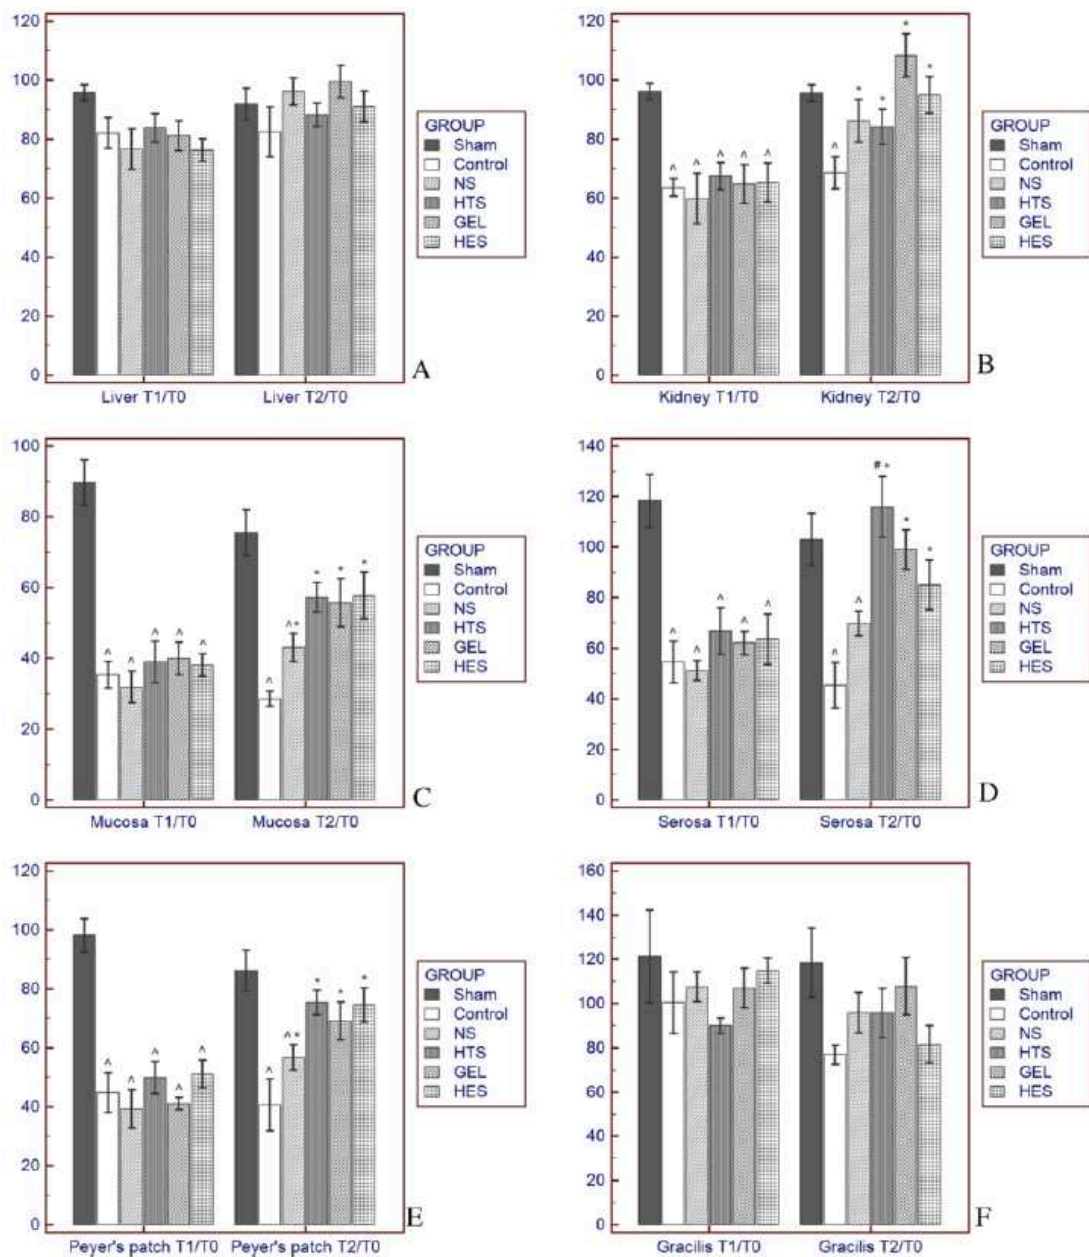 120
100
80
60
40
20
0
GROUP
Sham
Control
NS
HTS
GEL
HES
Liver T1/T0 Liver T2/T0
A
120
100
80
60
40
20
0
^ ^ ^ ^ ^ ^ * * * *
GROUP
Sham
Control
NS
HTS
GEL
HES
Kidney T1/T0 Kidney T2/T0
B
100
80
60
40
20
0
^ ^ ^ ^ ^ ^ ^* * * *
GROUP
Sham
Control
NS
HTS
GEL
HES
Mucosa T1/T0 Mucosa T2/T0
C
140
120
100
80
60
40
20
0
^ ^ ^ ^ ^ ^ ^ #* * *
GROUP
Sham
Control
NS
HTS
GEL
HES
Serosa T1/T0 Serosa T2/T0
D
120
100
80
60
40
20
0
^ ^ ^ ^ ^ ^ ^* * * *
GROUP
Sham
Control
NS
HTS
GEL
HES
Peyer's patch T1/T0 Peyer's patch T2/T0
E
160
140
120
100
80
60
40
20
0
GROUP
Sham
Control
NS
HTS
GEL
HES
Gracilis T1/T0 Gracilis T2/T0
F